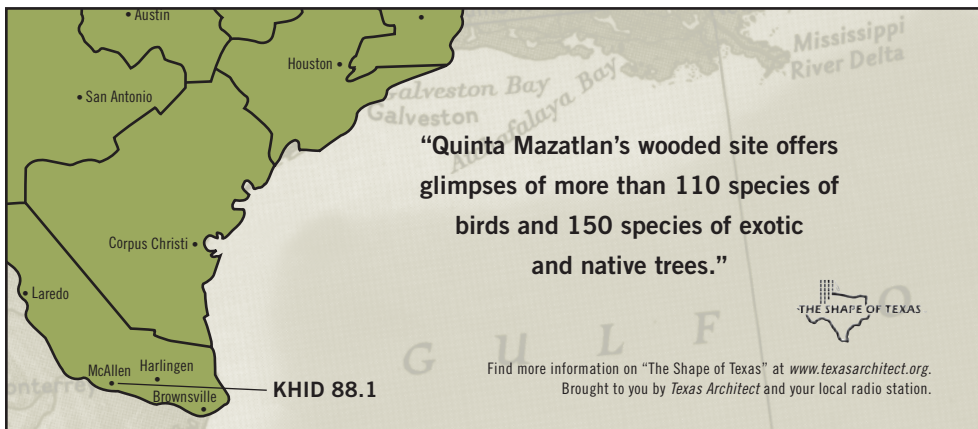 Austin
Houston
San Antonio
Galveston Bay
Galveston
Atchafalaya Bay
Mississippi
River Delta
“Quinta Mazatlan’s wooded site offers
glimpses of more than 110 species of
birds and 150 species of exotic
and native trees.”
Corpus Christi
Laredo
THE SHAPE OF TEXAS
GULF O
McAllen
Harlingen
Brownsville
KHID 88.1
Find more information on “The Shape of Texas” at www.texasarchitect.org.
Brought to you by Texas Architect and your local radio station.